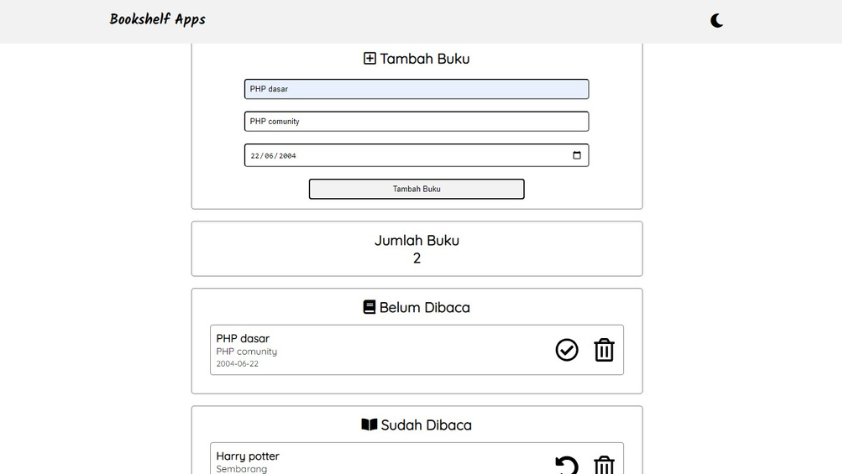 Bookshelf Apps
Tambah Buku
PHP dasar
PHP comunity
22/06/2004
Tambah Buku
Jumlah Buku
2
Belum Dibaca
PHP dasar
PHP comunity
2004-06-22
Sudah Dibaca
Harry potter
Sembarang